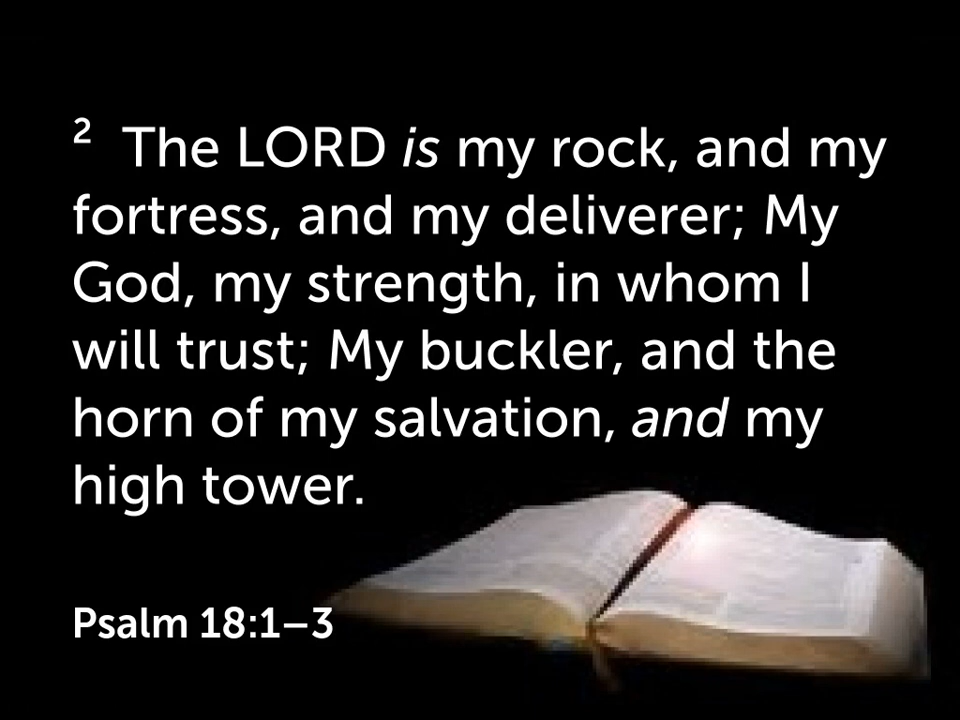 ² The LORD is my rock, and my
fortress, and my deliverer; My
God, my strength, in whom I
will trust; My buckler, and the
horn of my salvation, and my
high tower.
Psalm 18:1–3